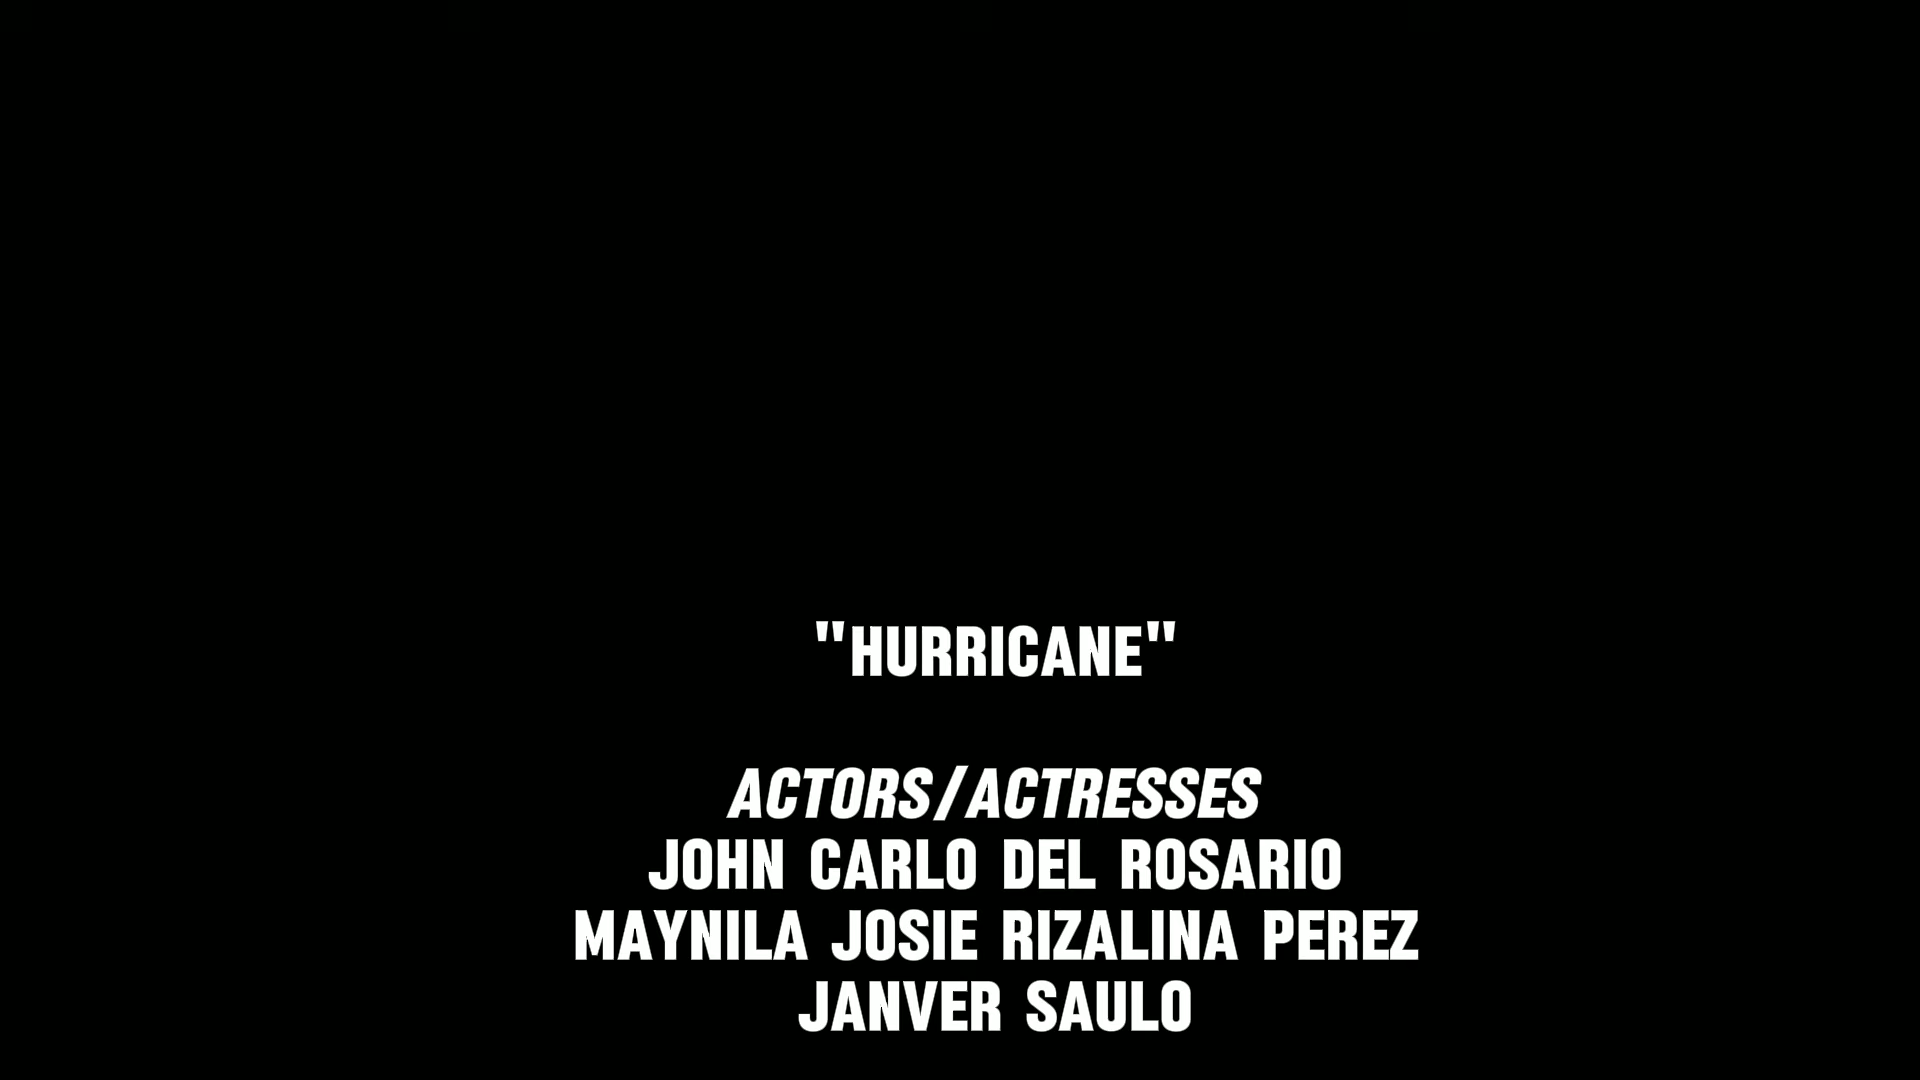 "HURRICANE"
ACTORS/ACTRESSES
JOHN CARLO DEL ROSARIO
MAYNILA JOSIE RIZALINA PEREZ
JANVER SAULO